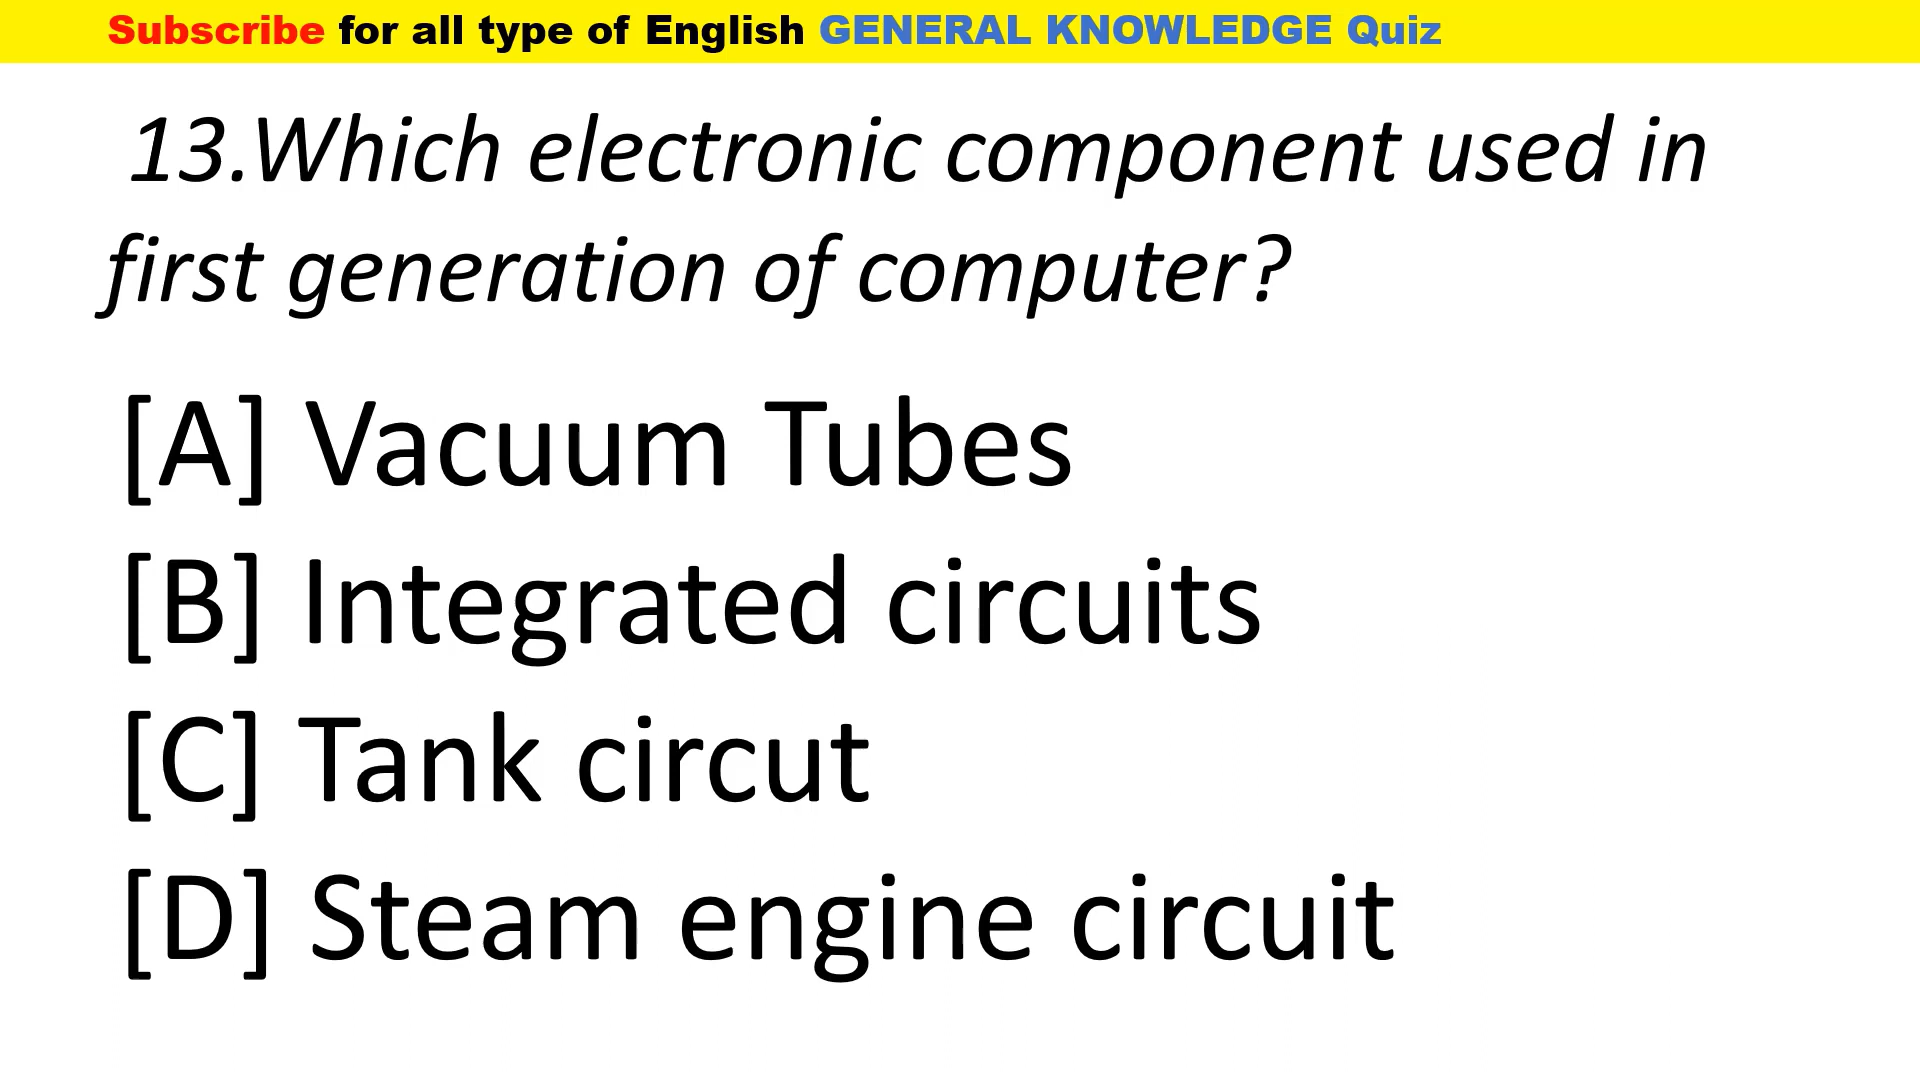 Subscribe for all type of English GENERAL KNOWLEDGE Quiz
13.Which electronic component used in
first generation of computer?
[A] Vacuum Tubes
[B] Integrated circuits
[C] Tank circut
[D] Steam engine circuit